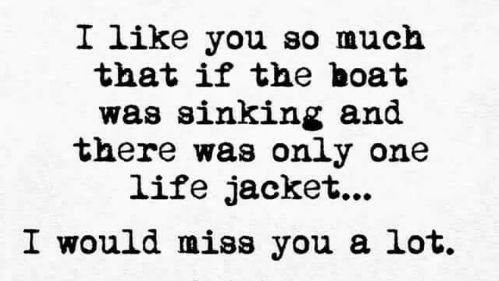 I like you so much
that if the boat
was sinking and
there was only one
life jacket...
I would miss you a lot.